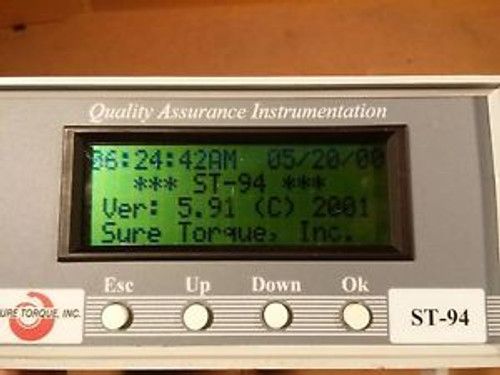 Quality Assurance Instrumentation
06:24:42AM 05/20/00
*** ST-94 ***
Ver: 5.91 (C) 2001
Sure Torque, Inc.
Esc Up Down Ok
URE TORQUE, INC.
ST-94